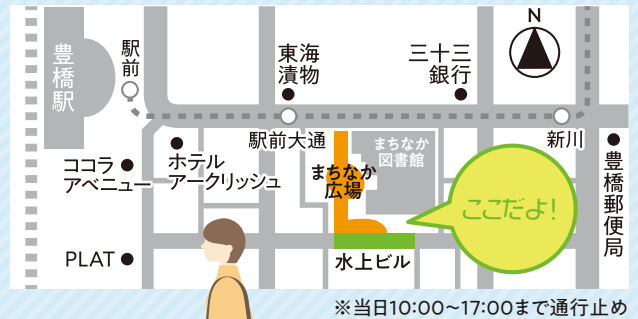 N
豊橋駅
駅前
東海
漬物
三十三
銀行
駅前大通
新川
まちなか
図書館
ココラ
アベニュー
ホテル
アークリッシュ
まちなか
広場
ここだよ!
豊橋郵便局
PLAT
水上ビル
※当日10:00~17:00まで通行止め